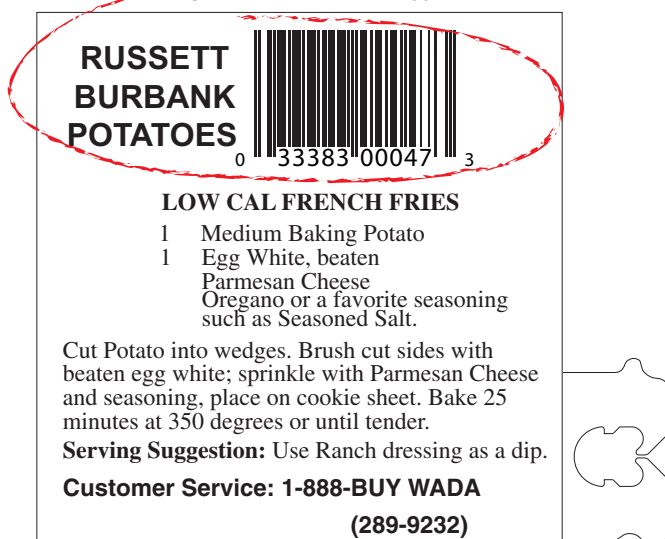 RUSSETT
BURBANK
POTATOES
0 33383 00047 3
LOW CAL FRENCH FRIES
1 Medium Baking Potato
1 Egg White, beaten
Parmesan Cheese
Oregano or a favorite seasoning
such as Seasoned Salt.
Cut Potato into wedges. Brush cut sides with
beaten egg white; sprinkle with Parmesan Cheese
and seasoning, place on cookie sheet. Bake 25
minutes at 350 degrees or until tender.
Serving Suggestion: Use Ranch dressing as a dip.
Customer Service: 1-888-BUY WADA
(289-9232)